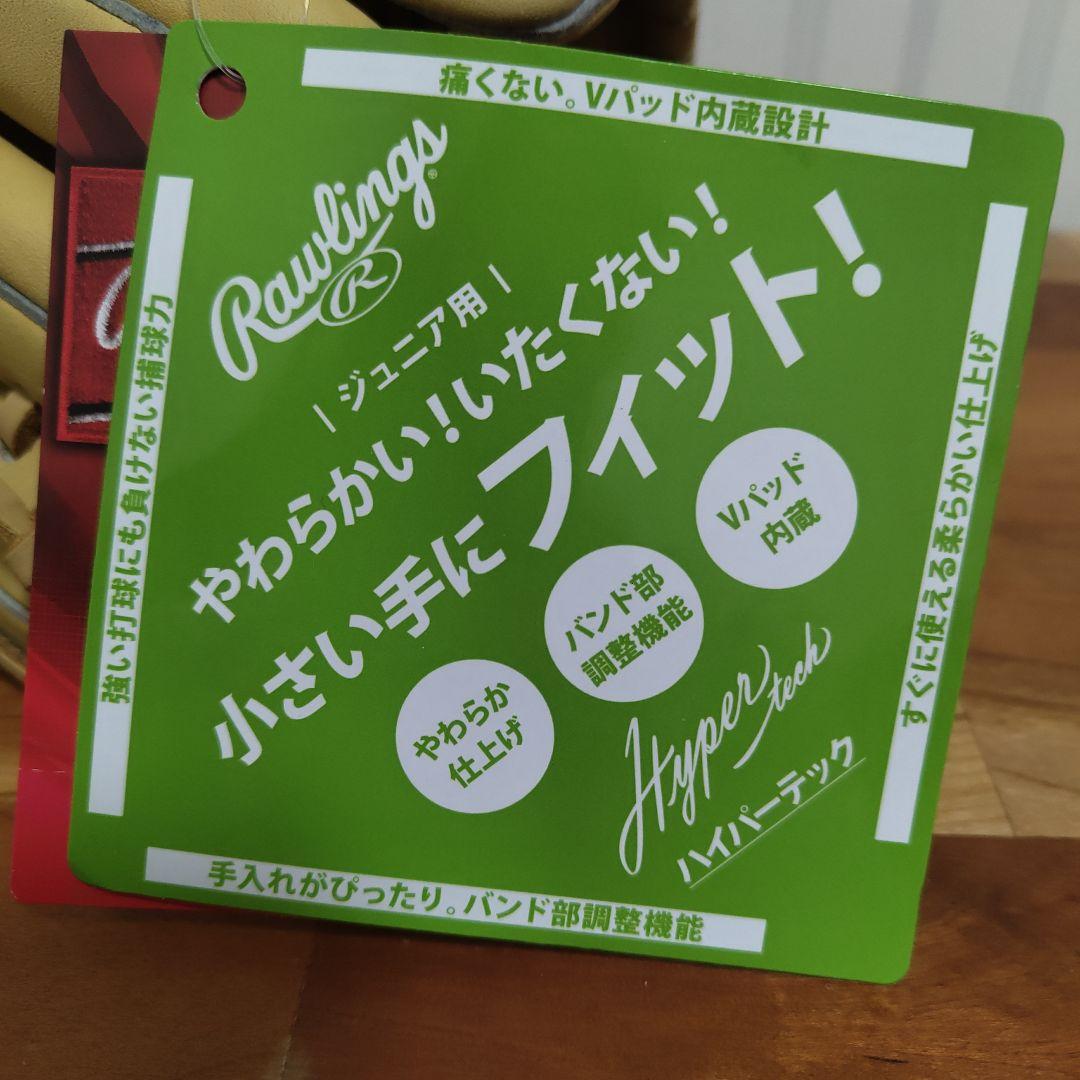 痛くない。Vパッド内蔵設計
Rawlings
R
ジュニア用
やわらかい!いたくない!
小さい手にフィット!
Vパッド
内蔵
バンド部
調整機能
やわらか
仕上げ
Hyper tech
ハイパーテック
強い打球にも負けない捕球力
すぐに使える柔らかい仕上げ
手入れがぴったり。バンド部調整機能